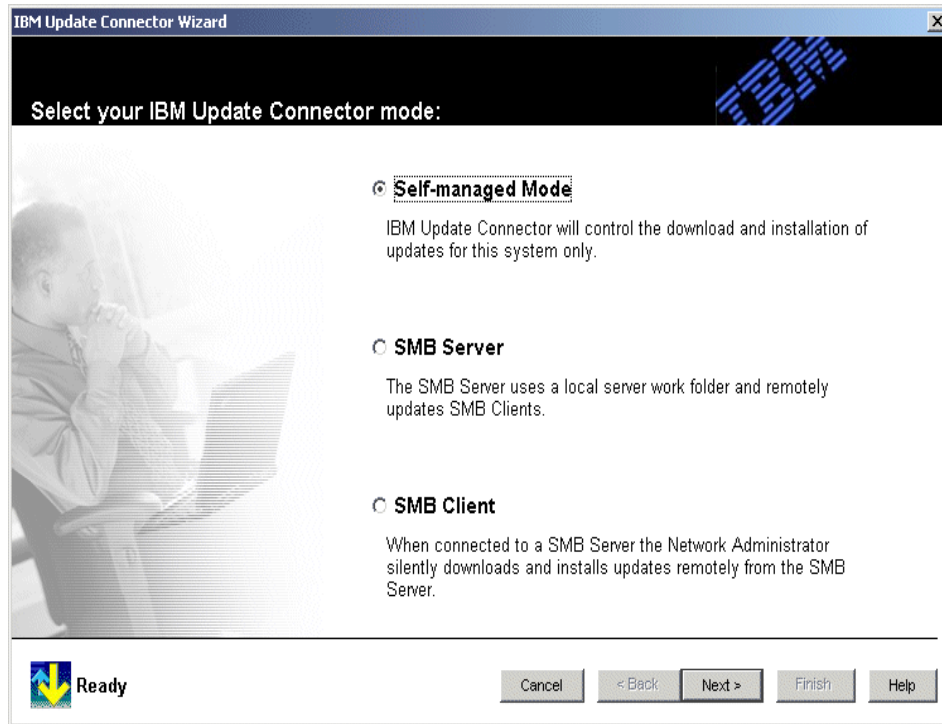 IBM Update Connector Wizard
IBM
Select your IBM Update Connector mode:
Self-managed Mode
IBM Update Connector will control the download and installation of
updates for this system only.
SMB Server
The SMB Server uses a local server work folder and remotely
updates SMB Clients.
SMB Client
When connected to a SMB Server the Network Administrator
silently downloads and installs updates remotely from the SMB
Server.
Ready
Cancel
< Back
Next >
Finish
Help